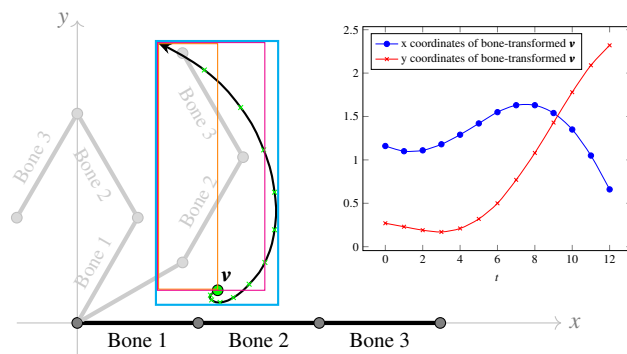 y
Bone 3
Bone 2
Bone 1
Bone 3
Bone 2
v
x
Bone 1
Bone 2
Bone 3
2.5
2
1.5
1
0.5
0
x coordinates of bone-transformed v
y coordinates of bone-transformed v
0 2 4 6 8 10 12
t